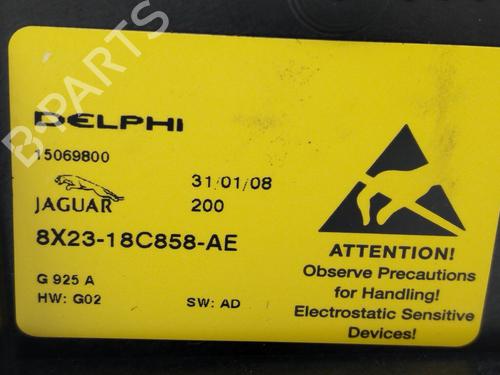 B-PARTS
DELPHI
15069800
31/01/08
JAGUAR
200
8X23-18C858-AE
G 925 A
HW: G02
SW: AD
ATTENTION!
Observe Precautions
for Handling!
Electrostatic Sensitive
Devices!